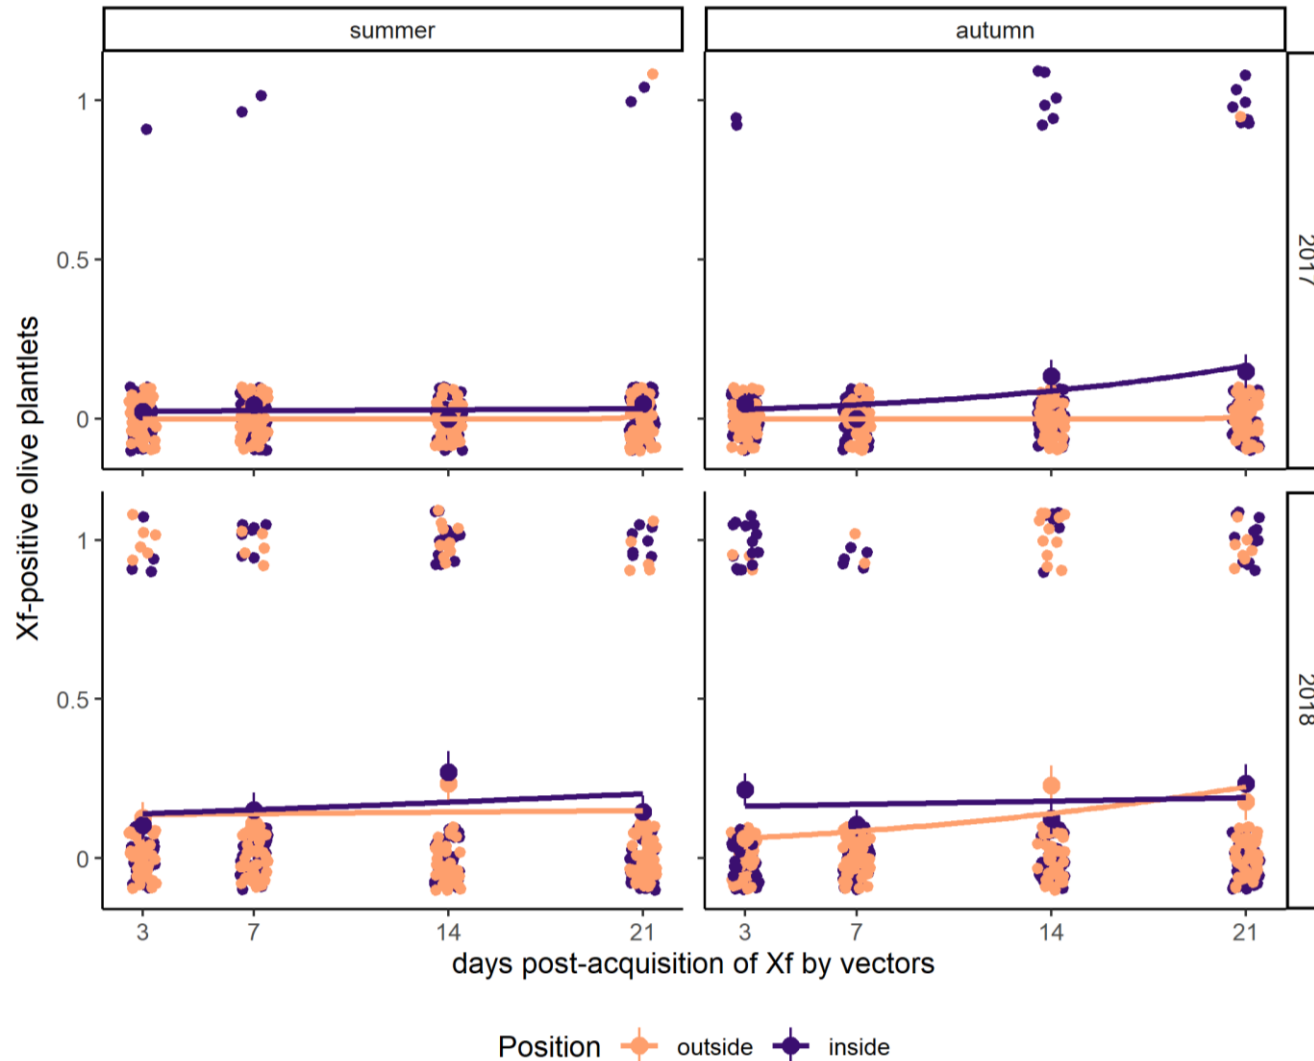 summer
autumn
Xf-positive olive plantlets
1
0.5
0
2017
1
0.5
0
2018
3 7 14 21
3 7 14 21
days post-acquisition of Xf by vectors
Position outside inside